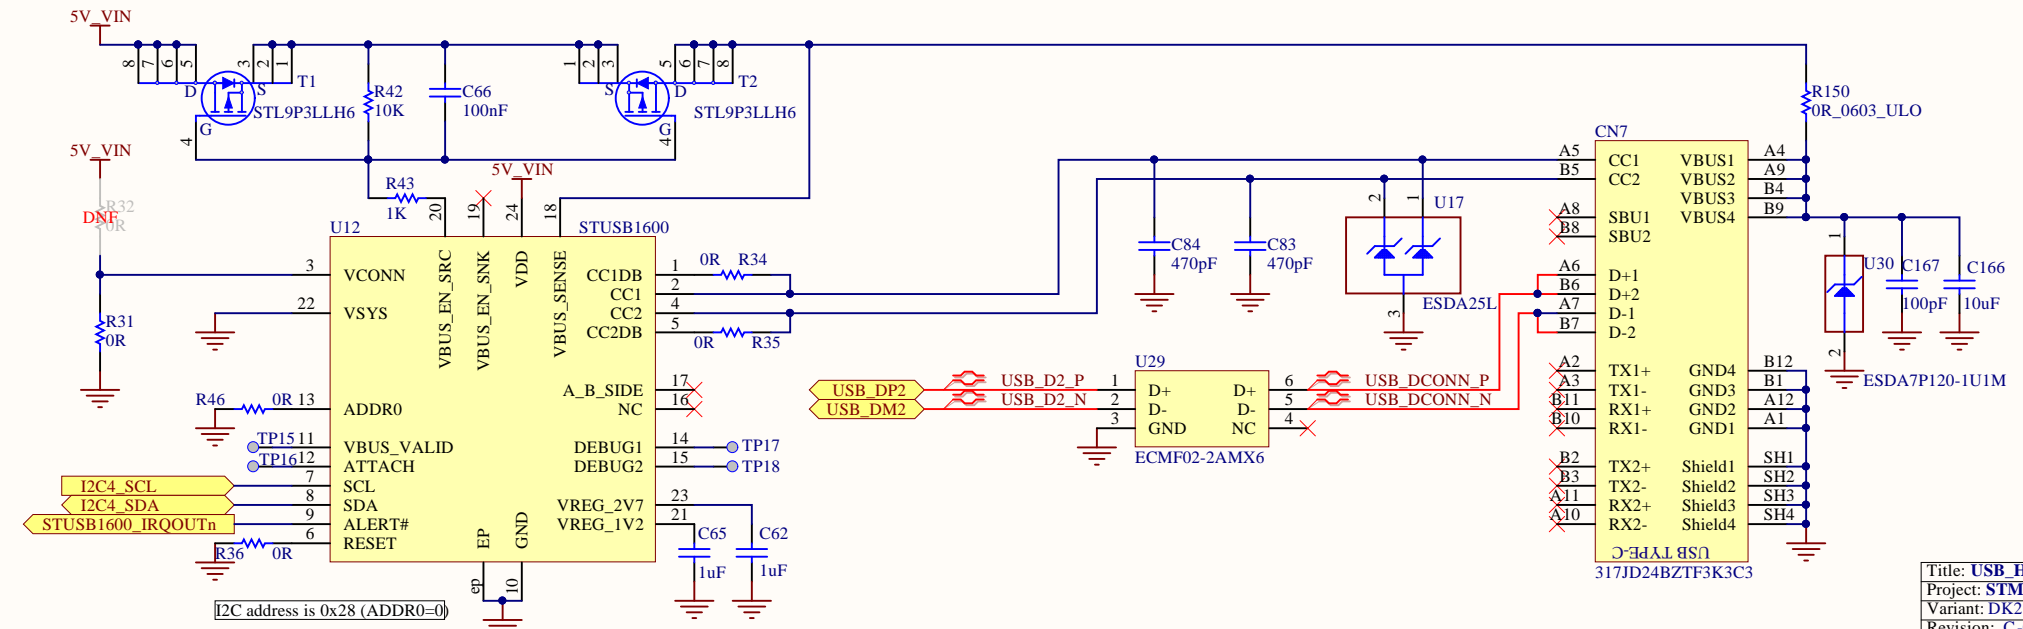 5V_VIN
8 7 6 5 3 2 1 T1
D S
G
4
STL9P3LLH6
R42
10K
C66
100nF
1 2 3 5 6 7 8 T2
S D
G
4
STL9P3LLH6
R150
0R_0603_ULO
5V_VIN
R32
DNF
0R
R31
0R
R43
1K
5V_VIN
20 19 24 18
U12
STUSB1600
VBUS_EN_SRC
VBUS_EN_SNK
VDD
VBUS_SENSE
3 VCONN
22 VSYS
R46 0R 13 ADDR0
TP15 11 VBUS_VALID
TP16 12 ATTACH
I2C4_SCL 7 SCL
I2C4_SDA 8 SDA
STUSB1600_IRQOUTn 9 ALERT#
R36 0R 6 RESET
CC1DB 1 0R R34
CC1 2
CC2 4
CC2DB 5 0R R35
A_B_SIDE 17
NC 16
DEBUG1 14 TP17
DEBUG2 15 TP18
VREG_2V7 23
VREG_1V2 21
EP GND
ep 10
C65
1uF
C62
1uF
I2C address is 0x28 (ADDR0=0)
C84
470pF
C83
470pF
2 1 U17
3 ESDA25L
USB_DP2 USB_D2_P
USB_DM2 USB_D2_N
U29
1 D+ D+ 6 USB_DCONN_P
2 D- D- 5 USB_DCONN_N
3 GND NC 4
ECMF02-2AMX6
CN7
A5 CC1 VBUS1 A4
B5 CC2 VBUS2 A9
VBUS3 B4
A8 SBU1 VBUS4 B9
B8 SBU2
A6 D+1
B6 D+2
A7 D-1
B7 D-2
A2 TX1+ GND4 B12
A3 TX1- GND3 B1
B11 RX1+ GND2 A12
B10 RX1- GND1 A1
B2 TX2+ Shield1 SH1
B3 TX2- Shield2 SH2
A11 RX2+ Shield3 SH3
A10 RX2- Shield4 SH4
USB TYPE-C
317JD24BZTF3K3C3
1
U30
2
ESDA7P120-1U1M
C167
100pF
C166
10uF
Title: USB_H
Project: STM
Variant: DK2
Revision: C-